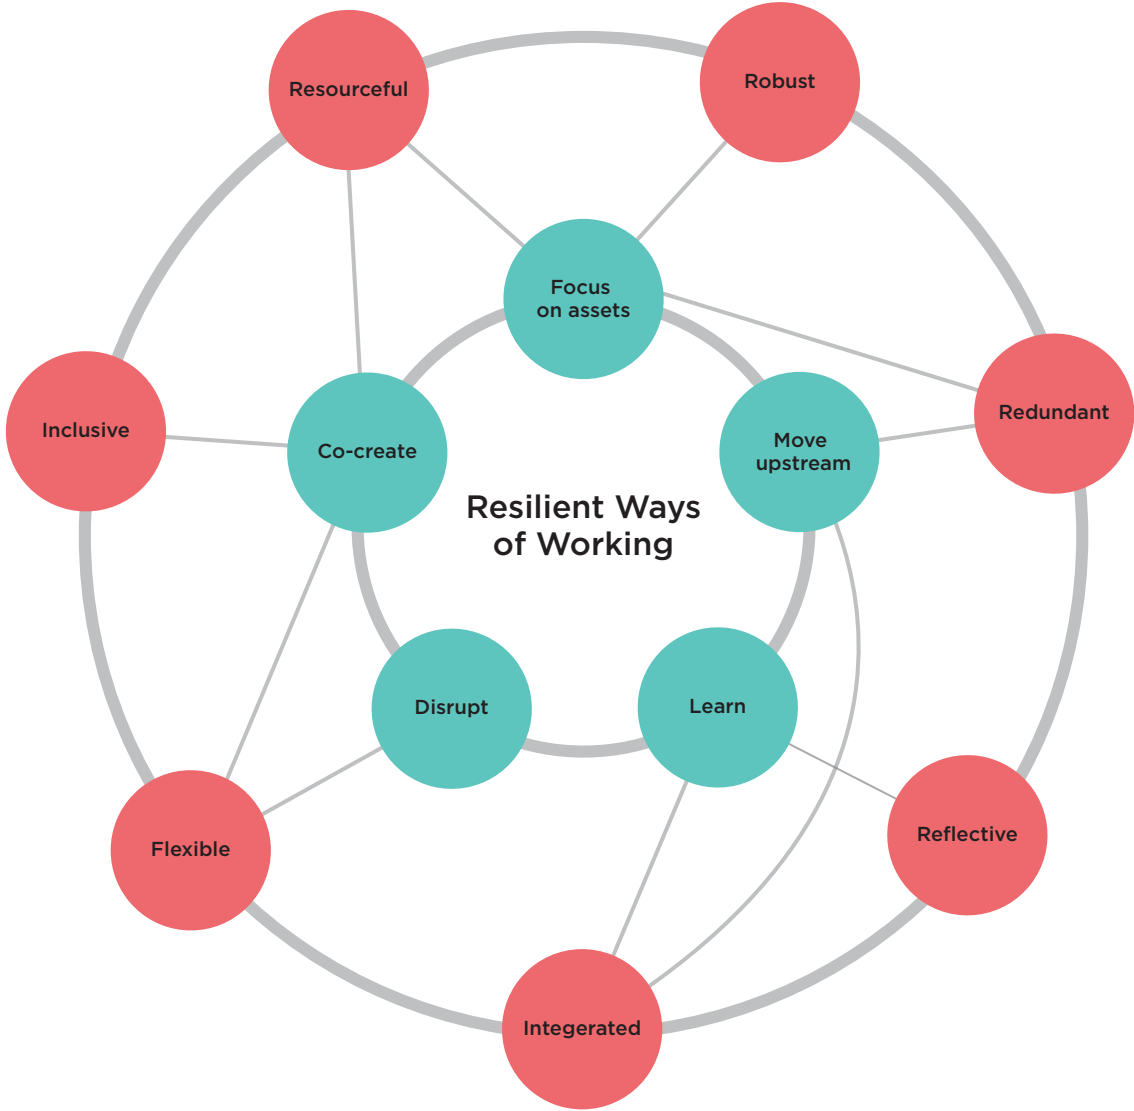 Resourceful
Robust
Focus
on assets
Redundant
Inclusive
Co-create
Move
upstream
Resilient Ways
of Working
Disrupt
Learn
Flexible
Reflective
Integerated